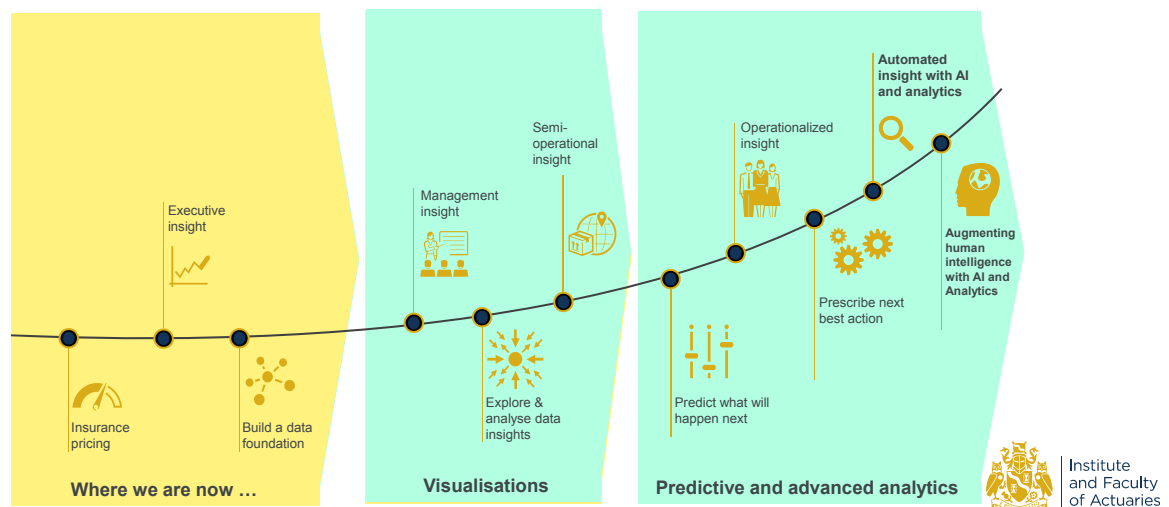 Executive
insight
Insurance
pricing
Build a data
foundation
Where we are now ...
Management
insight
Semi-
operational
insight
Explore &
analyse data
insights
Visualisations
Operationalized
insight
Automated
insight with AI
and analytics
Predict what will
happen next
Prescribe next
best action
Augmenting
human
intelligence
with AI and
Analytics
Predictive and advanced analytics
Institute
and Faculty
of Actuaries